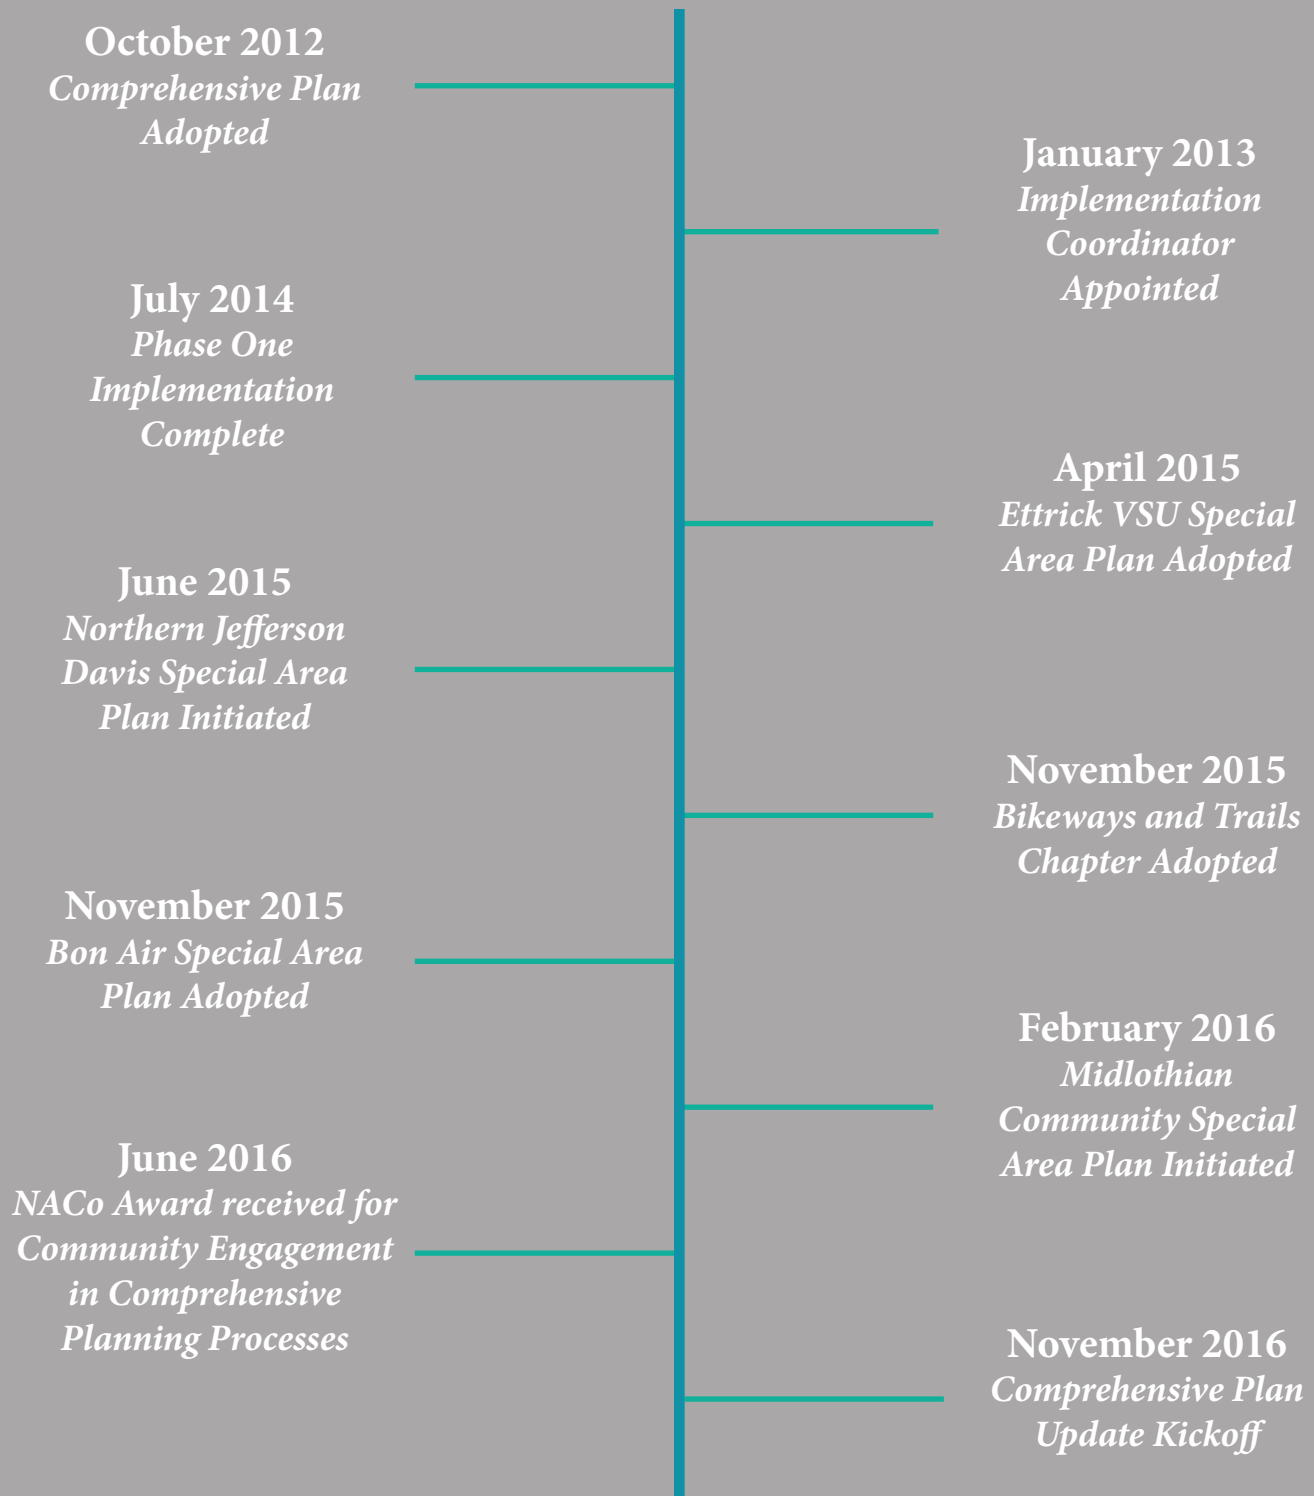 October 2012
Comprehensive Plan
Adopted
January 2013
Implementation
Coordinator
Appointed
July 2014
Phase One
Implementation
Complete
April 2015
Ettrick VSU Special
Area Plan Adopted
June 2015
Northern Jefferson
Davis Special Area
Plan Initiated
November 2015
Bikeways and Trails
Chapter Adopted
November 2015
Bon Air Special Area
Plan Adopted
February 2016
Midlothian
Community Special
Area Plan Initiated
June 2016
NACo Award received for
Community Engagement
in Comprehensive
Planning Processes
November 2016
Comprehensive Plan
Update Kickoff